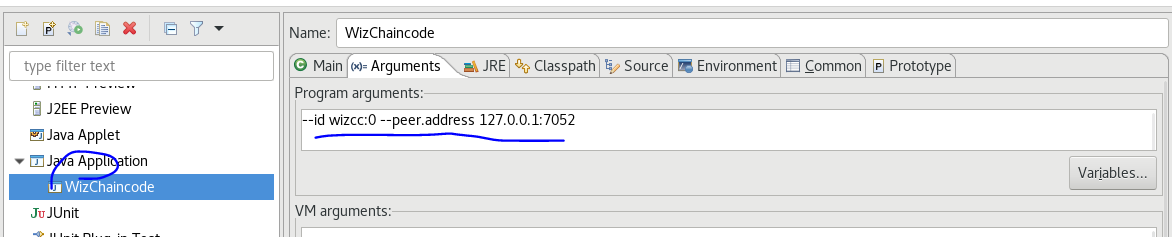 Name: WizChaincode
type filter text
Main (x)= Arguments JRE Classpath Source Environment Common Prototype
J2EE Preview
Java Applet
Java Application
WizChaincode
JUnit
Program arguments:
--id wizcc:0 --peer.address 127.0.0.1:7052
Variables...
VM arguments: